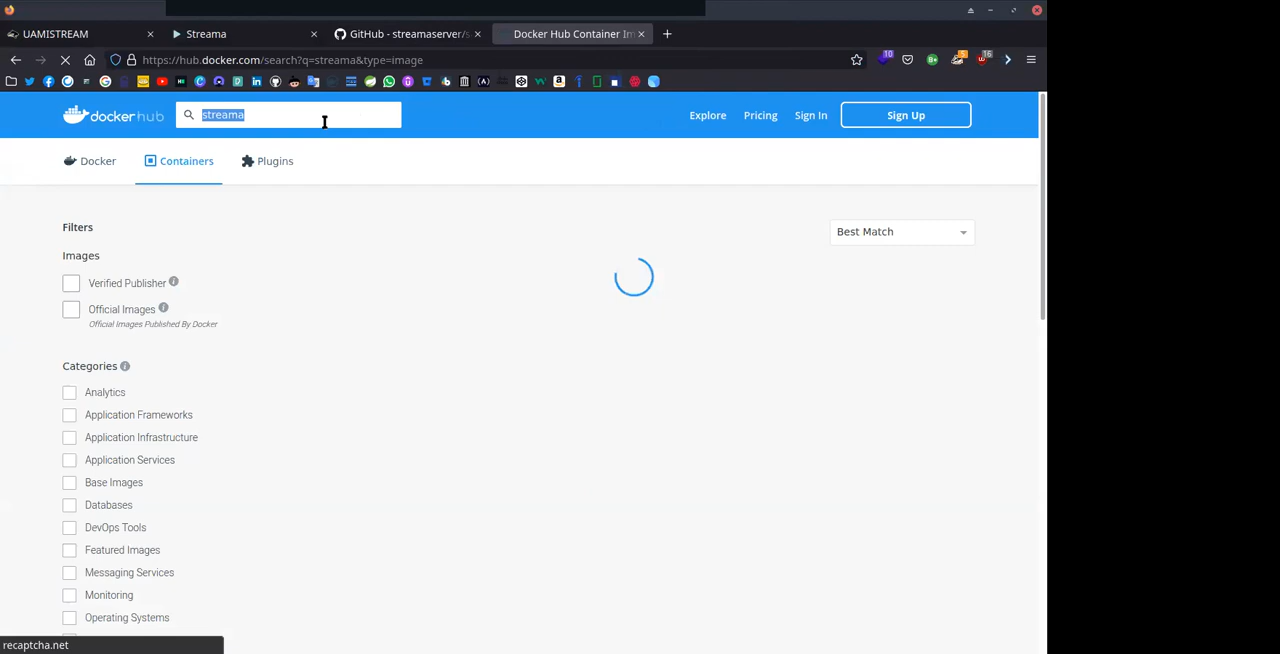 UAMISTREAM
Streama
GitHub - streamaserver/s
Docker Hub Container Im
https://hub.docker.com/search?q=streama&type=image
10
5
16
docker hub
streama
Explore
Pricing
Sign In
Sign Up
Docker
Containers
Plugins
Filters
Best Match
Images
Verified Publisher
Official Images
Official Images Published By Docker
Categories
Analytics
Application Frameworks
Application Infrastructure
Application Services
Base Images
Databases
DevOps Tools
Featured Images
Messaging Services
Monitoring
Operating Systems
recaptcha.net